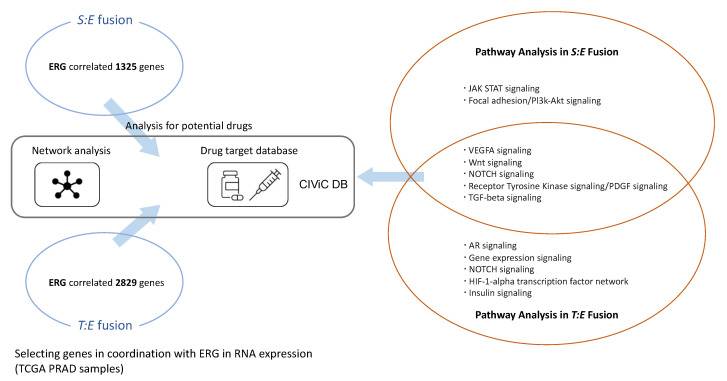 S:E fusion
ERG correlated 1325 genes
Analysis for potential drugs
Network analysis
Drug target database
CIViC DB
ERG correlated 2829 genes
T:E fusion
Selecting genes in coordination with ERG in RNA expression
(TCGA PRAD samples)
Pathway Analysis in S:E Fusion
・JAK STAT signaling
・Focal adhesion/PI3k-Akt signaling
・VEGFA signaling
・Wnt signaling
・NOTCH signaling
・Receptor Tyrosine Kinase signaling/PDGF signaling
・TGF-beta signaling
・AR signaling
・Gene expression signaling
・NOTCH signaling
・HIF-1-alpha transcription factor network
・Insulin signaling
Pathway Analysis in T:E Fusion